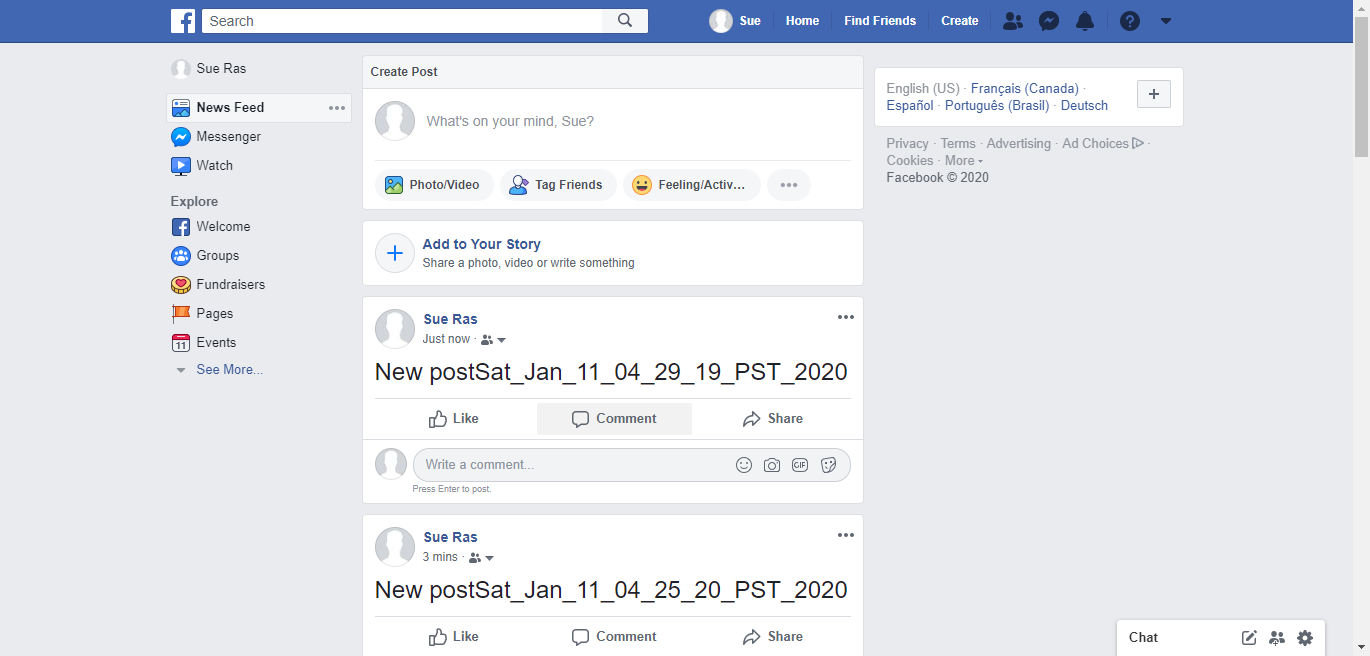 Search
Sue
Home
Find Friends
Create
Sue Ras
News Feed
Messenger
Watch
Explore
Welcome
Groups
Fundraisers
Pages
11
Events
See More...
Create Post
What's on your mind, Sue?
Photo/Video
Tag Friends
Feeling/Activ...
Add to Your Story
Share a photo, video or write something
Sue Ras
Just now ·
New postSat_Jan_11_04_29_19_PST_2020
Like
Comment
Share
Write a comment...
GIF
Press Enter to post.
Sue Ras
3 mins ·
New postSat_Jan_11_04_25_20_PST_2020
Like
Comment
Share
English (US) · Français (Canada) ·
Español · Português (Brasil) · Deutsch
Privacy · Terms · Advertising · Ad Choices ·
Cookies · More
Facebook © 2020
Chat